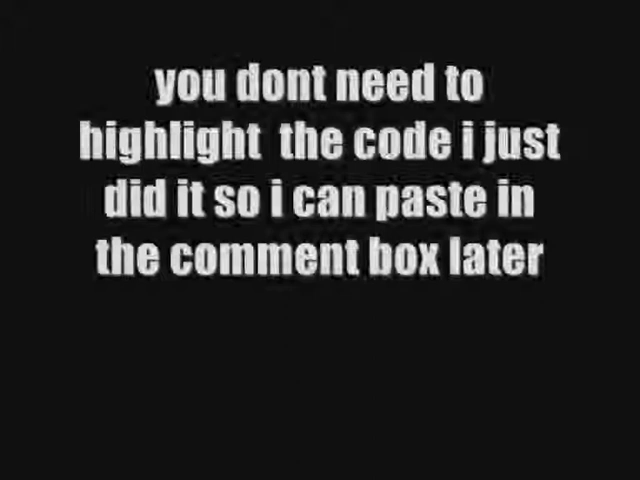 you dont need to
highlight  the code i just
did it so i can paste in
the comment box later